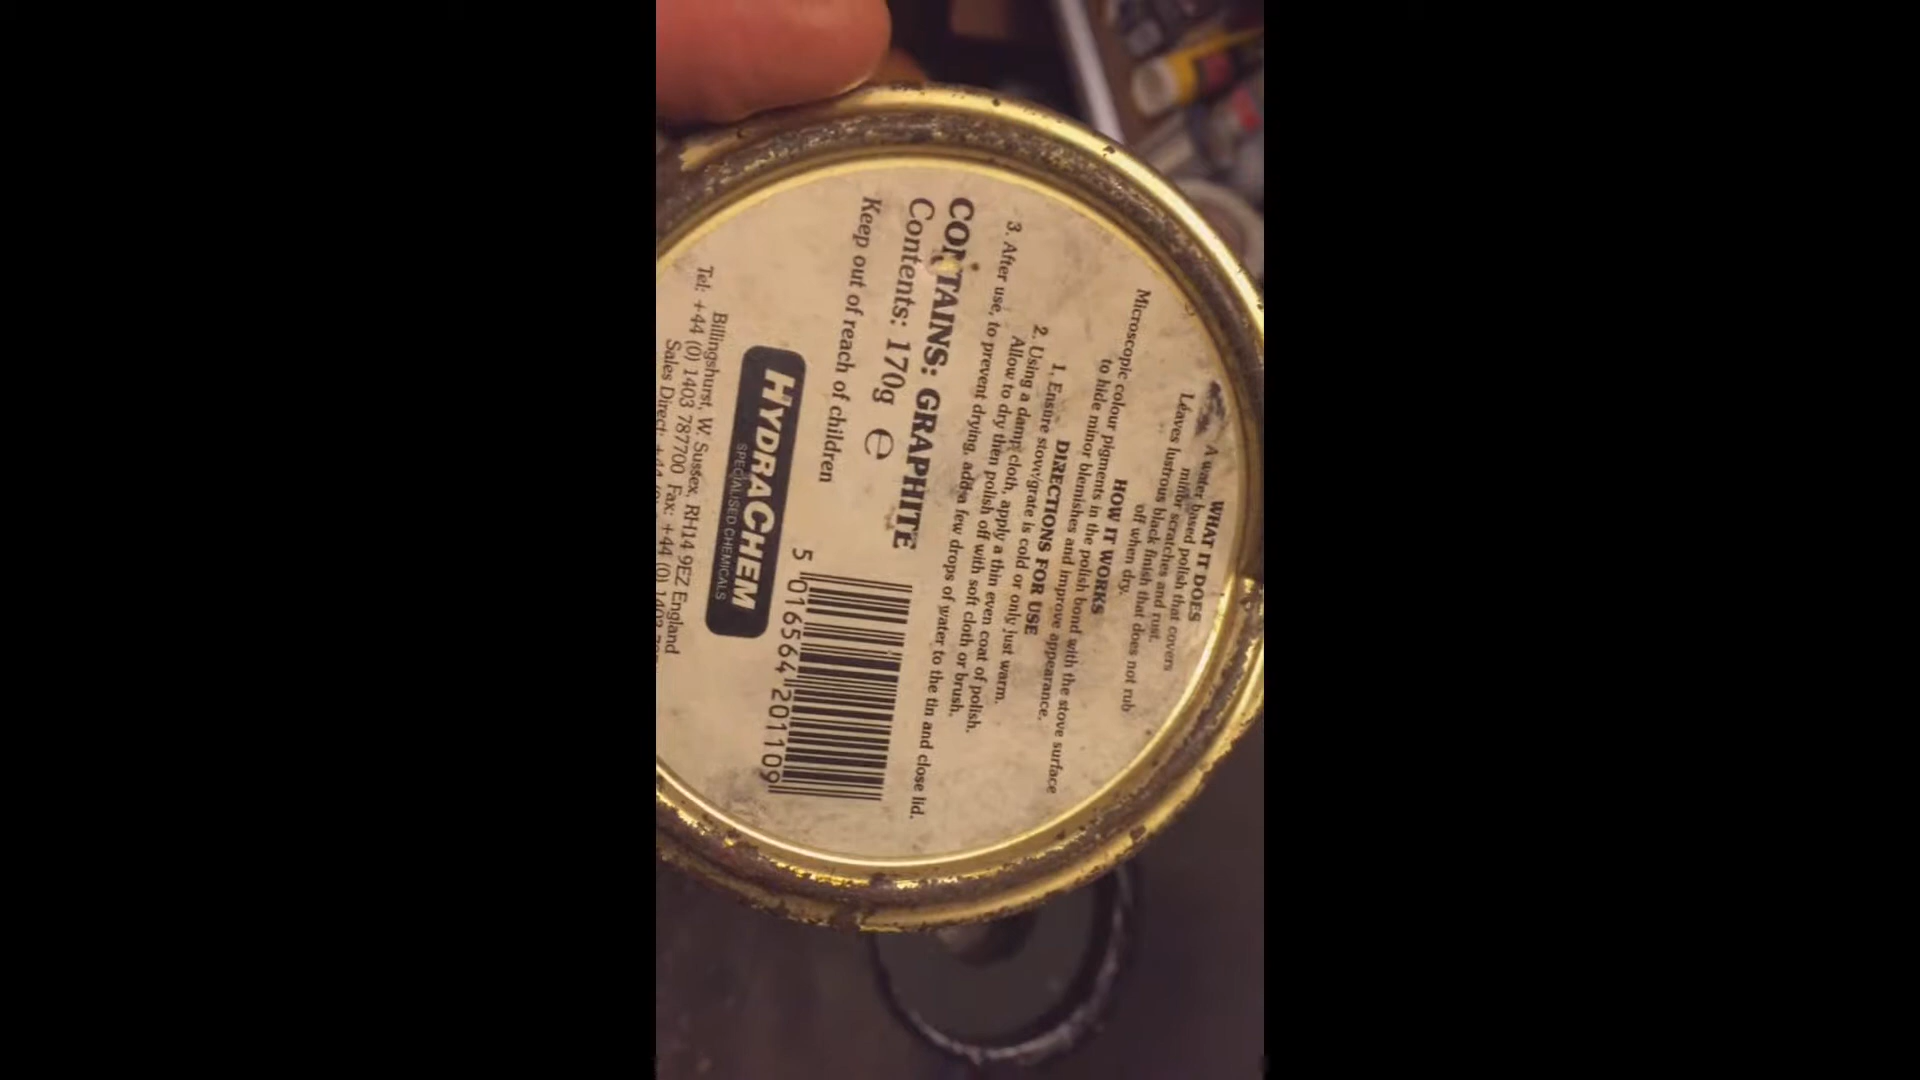 WHAT IT DOES
A water based polish that covers
minor scratches and rust.
Leaves lustrous black finish that does not rub
off when dry.
HOW IT WORKS
Microscopic colour pigments in the polish bond with the stove surface
to hide minor blemishes and improve appearance.
DIRECTIONS FOR USE
1. Ensure stove/grate is cold or only just warm.
2. Using a damp cloth, apply a thin even coat of polish.
Allow to dry then polish off with soft cloth or brush.
3. After use, to prevent drying, add a few drops of water to the tin and close lid.
CONTAINS: GRAPHITE
Contents: 170g ℮
Keep out of reach of children
5 016564 201109
HYDRACHEM
SPECIALISED CHEMICALS
Billingshurst, W. Sussex, RH14 9EZ England
Tel: +44 (0) 1403 787700 Fax: +44 (0) 1403
Sales Direct: +44 (0)